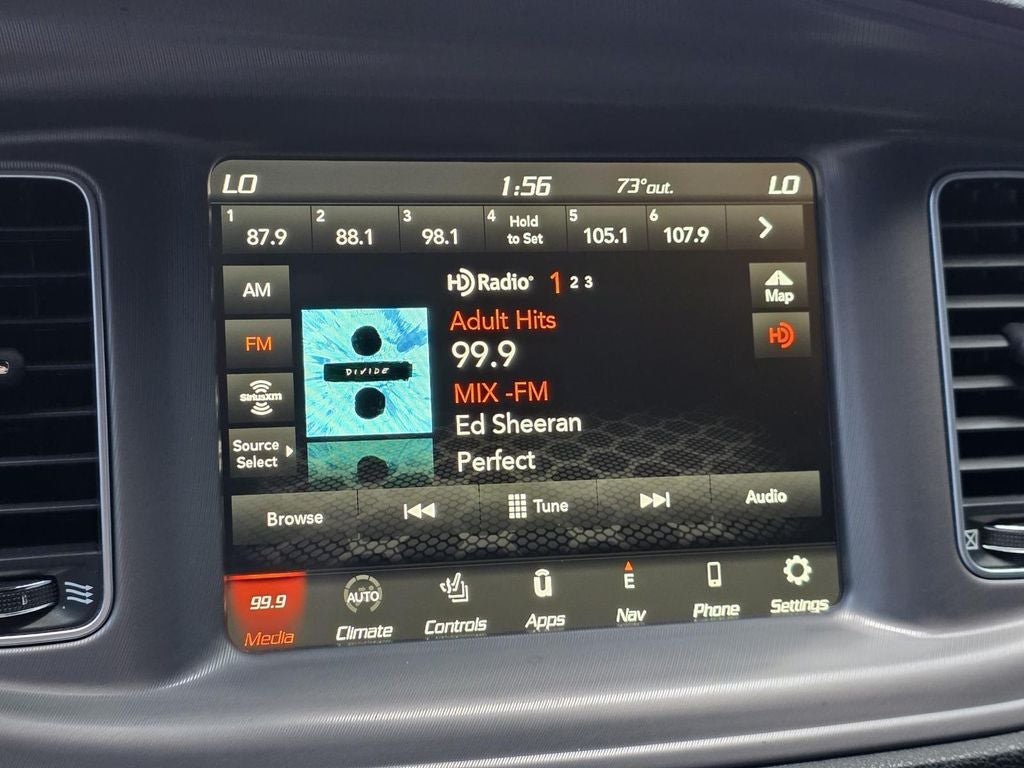 LO 1:56 73°out. LO
1 87.9 2 88.1 3 98.1 4 Hold to Set 5 105.1 6 107.9
HD Radio 1 2 3
AM
Map
Adult Hits
FM
HD
99.9
DIVIDE
MIX -FM
SiriusXM
Ed Sheeran
Source
Select
Perfect
Browse Tune Audio
99.9 AUTO E
Media Climate Controls Apps Nav Phone Settings